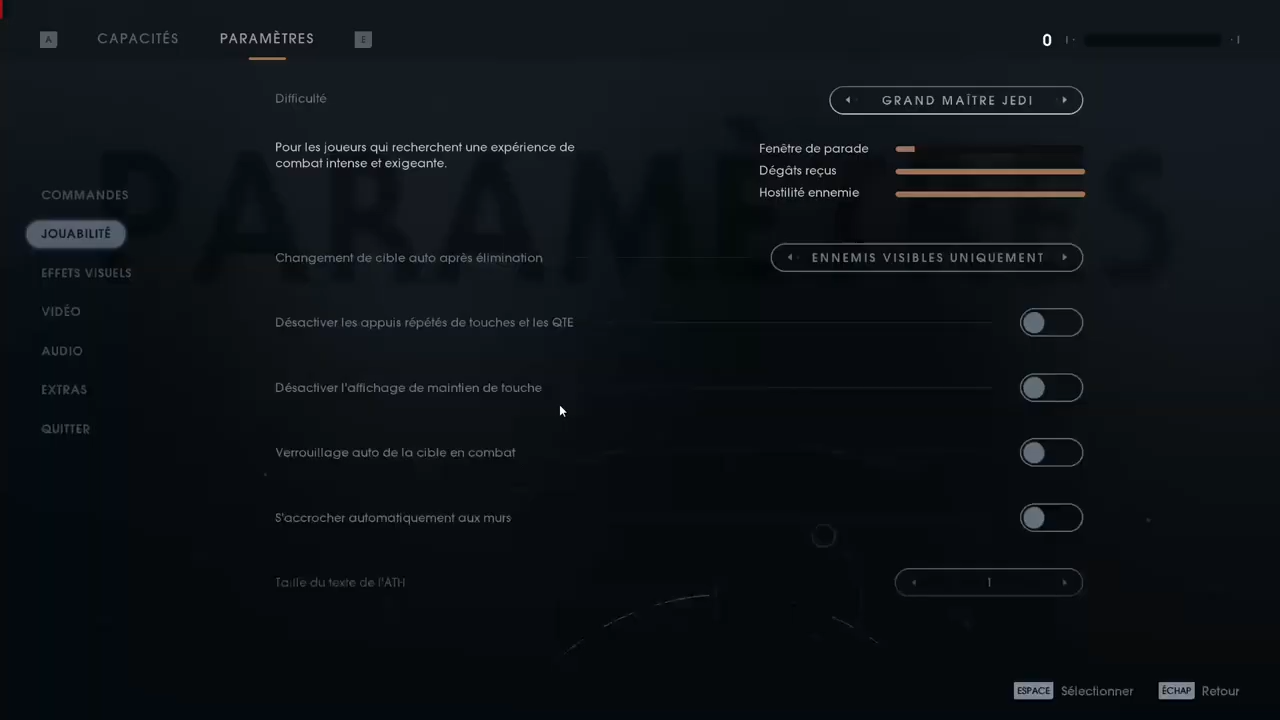 A CAPACITÉS PARAMÈTRES E 0
PARAMÈTRES
Difficulté GRAND MAÎTRE JEDI
Pour les joueurs qui recherchent une expérience de
combat intense et exigeante.
Fenêtre de parade
Dégâts reçus
Hostilité ennemie
COMMANDES
JOUABILITÉ
EFFETS VISUELS
VIDÉO
AUDIO
EXTRAS
QUITTER
Changement de cible auto après élimination ENNEMIS VISIBLES UNIQUEMENT
Désactiver les appuis répétés de touches et les QTE
Désactiver l'affichage de maintien de touche
Verrouillage auto de la cible en combat
S'accrocher automatiquement aux murs
Taille du texte de l'ATH 1
ESPACE Sélectionner ÉCHAP Retour